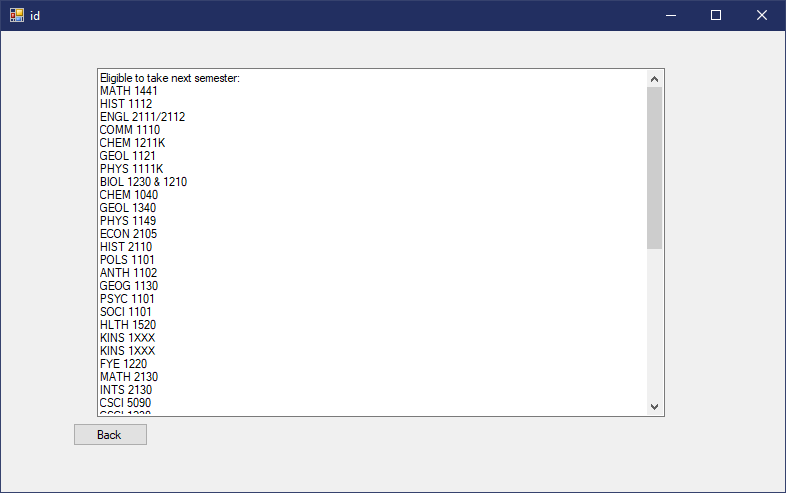 id
Eligible to take next semester:
MATH 1441
HIST 1112
ENGL 2111/2112
COMM 1110
CHEM 1211K
GEOL 1121
PHYS 1111K
BIOL 1230 & 1210
CHEM 1040
GEOL 1340
PHYS 1149
ECON 2105
HIST 2110
POLS 1101
ANTH 1102
GEOG 1130
PSYC 1101
SOCI 1101
HLTH 1520
KINS 1XXX
KINS 1XXX
FYE 1220
MATH 2130
INTS 2130
CSCI 5090
Back